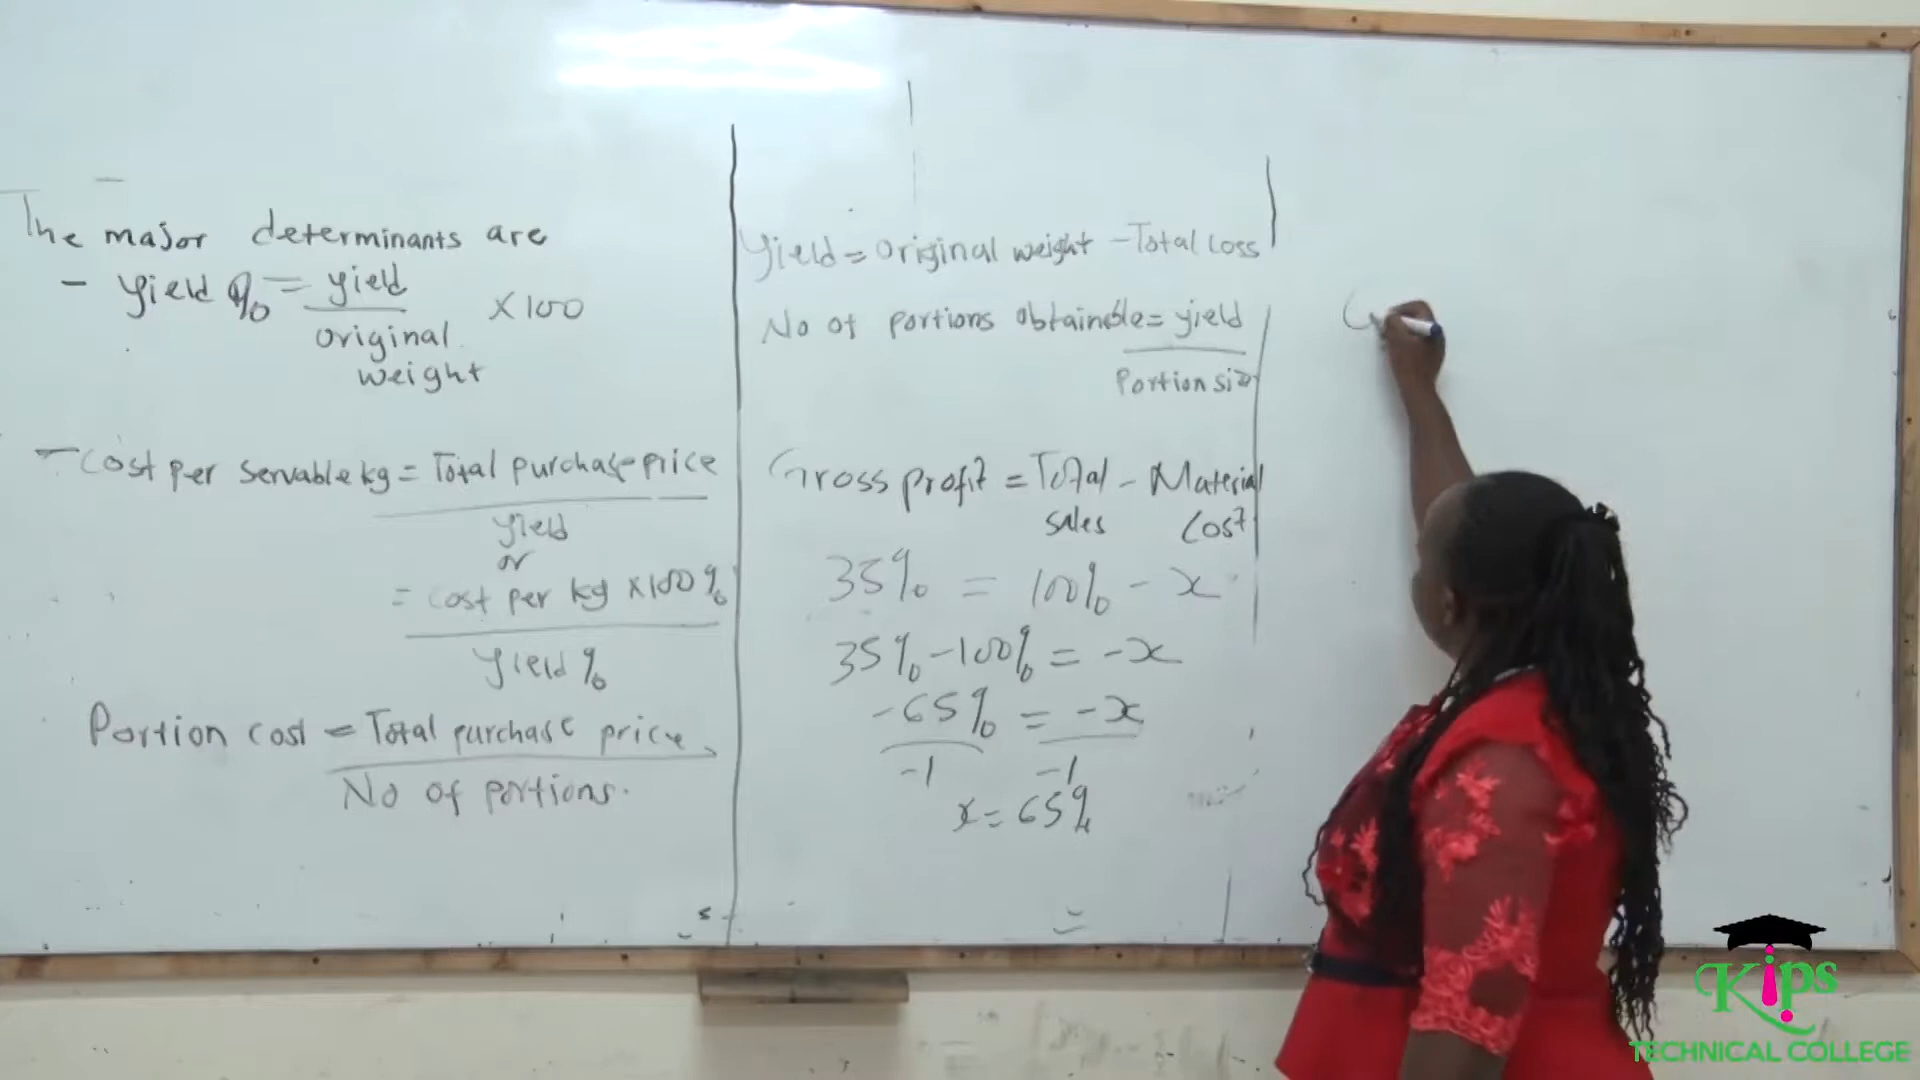 The major determinants are
- Yield % = yield × 100
original
weight
- Cost per servable kg = Total purchase price
yield
or
= cost per kg × 100%
yield %
Portion cost = Total purchase price
No of portions.
Yield = Original weight - Total loss
No of portions obtainable = yield
Portion size
Gross profit = Total - Material
sales cost
35% = 100% - x
35% - 100% = -x
-65% = -x
-1 -1
x = 65%
Kips
TECHNICAL COLLEGE